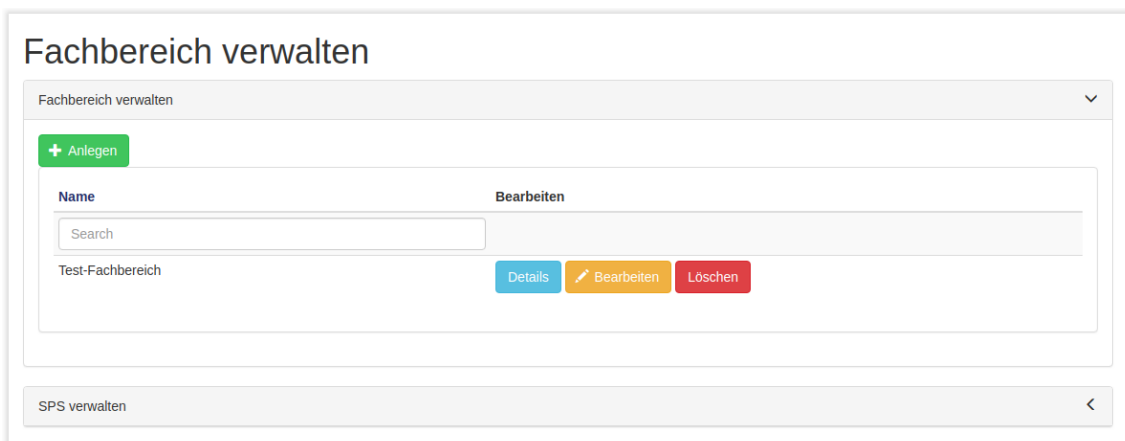 Fachbereich verwalten
Fachbereich verwalten
Anlegen
Name Bearbeiten
Search
Test-Fachbereich Details Bearbeiten Löschen
SPS verwalten